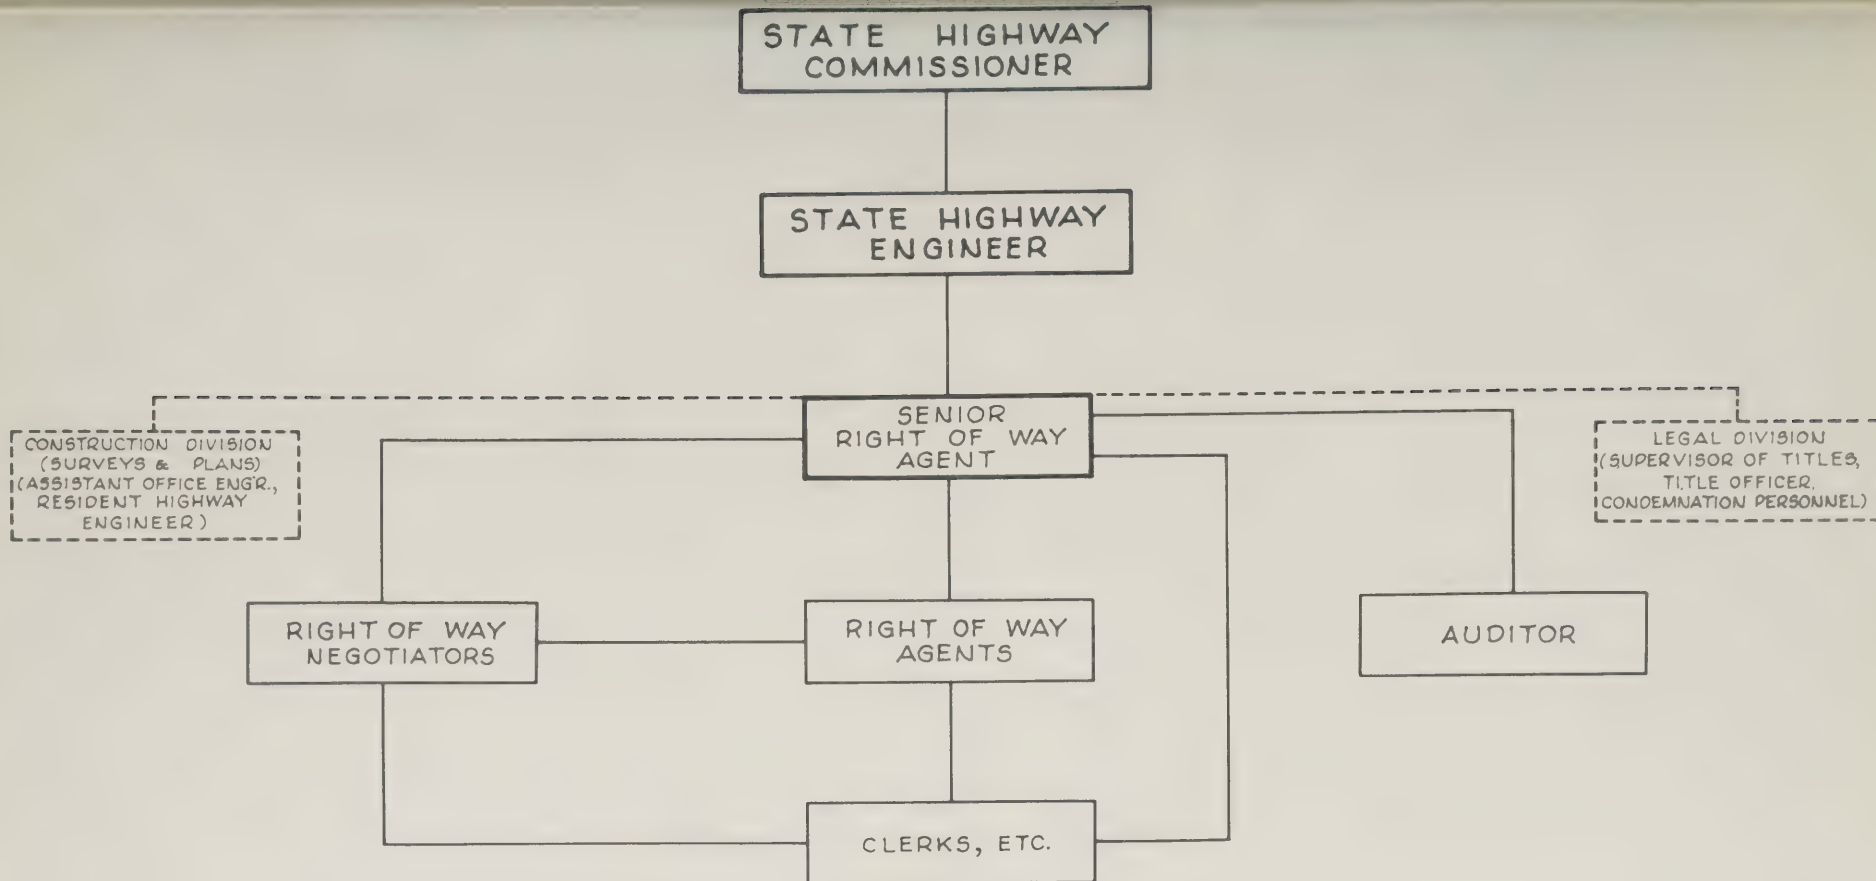 STATE HIGHWAY
COMMISSIONER
STATE HIGHWAY
ENGINEER
SENIOR
RIGHT OF WAY
AGENT
CONSTRUCTION DIVISION
(SURVEYS & PLANS)
(ASSISTANT OFFICE ENG'R.,
RESIDENT HIGHWAY
ENGINEER)
LEGAL DIVISION
(SUPERVISOR OF TITLES,
TITLE OFFICER,
CONDEMNATION PERSONNEL)
RIGHT OF WAY
NEGOTIATORS
RIGHT OF WAY
AGENTS
AUDITOR
CLERKS, ETC.